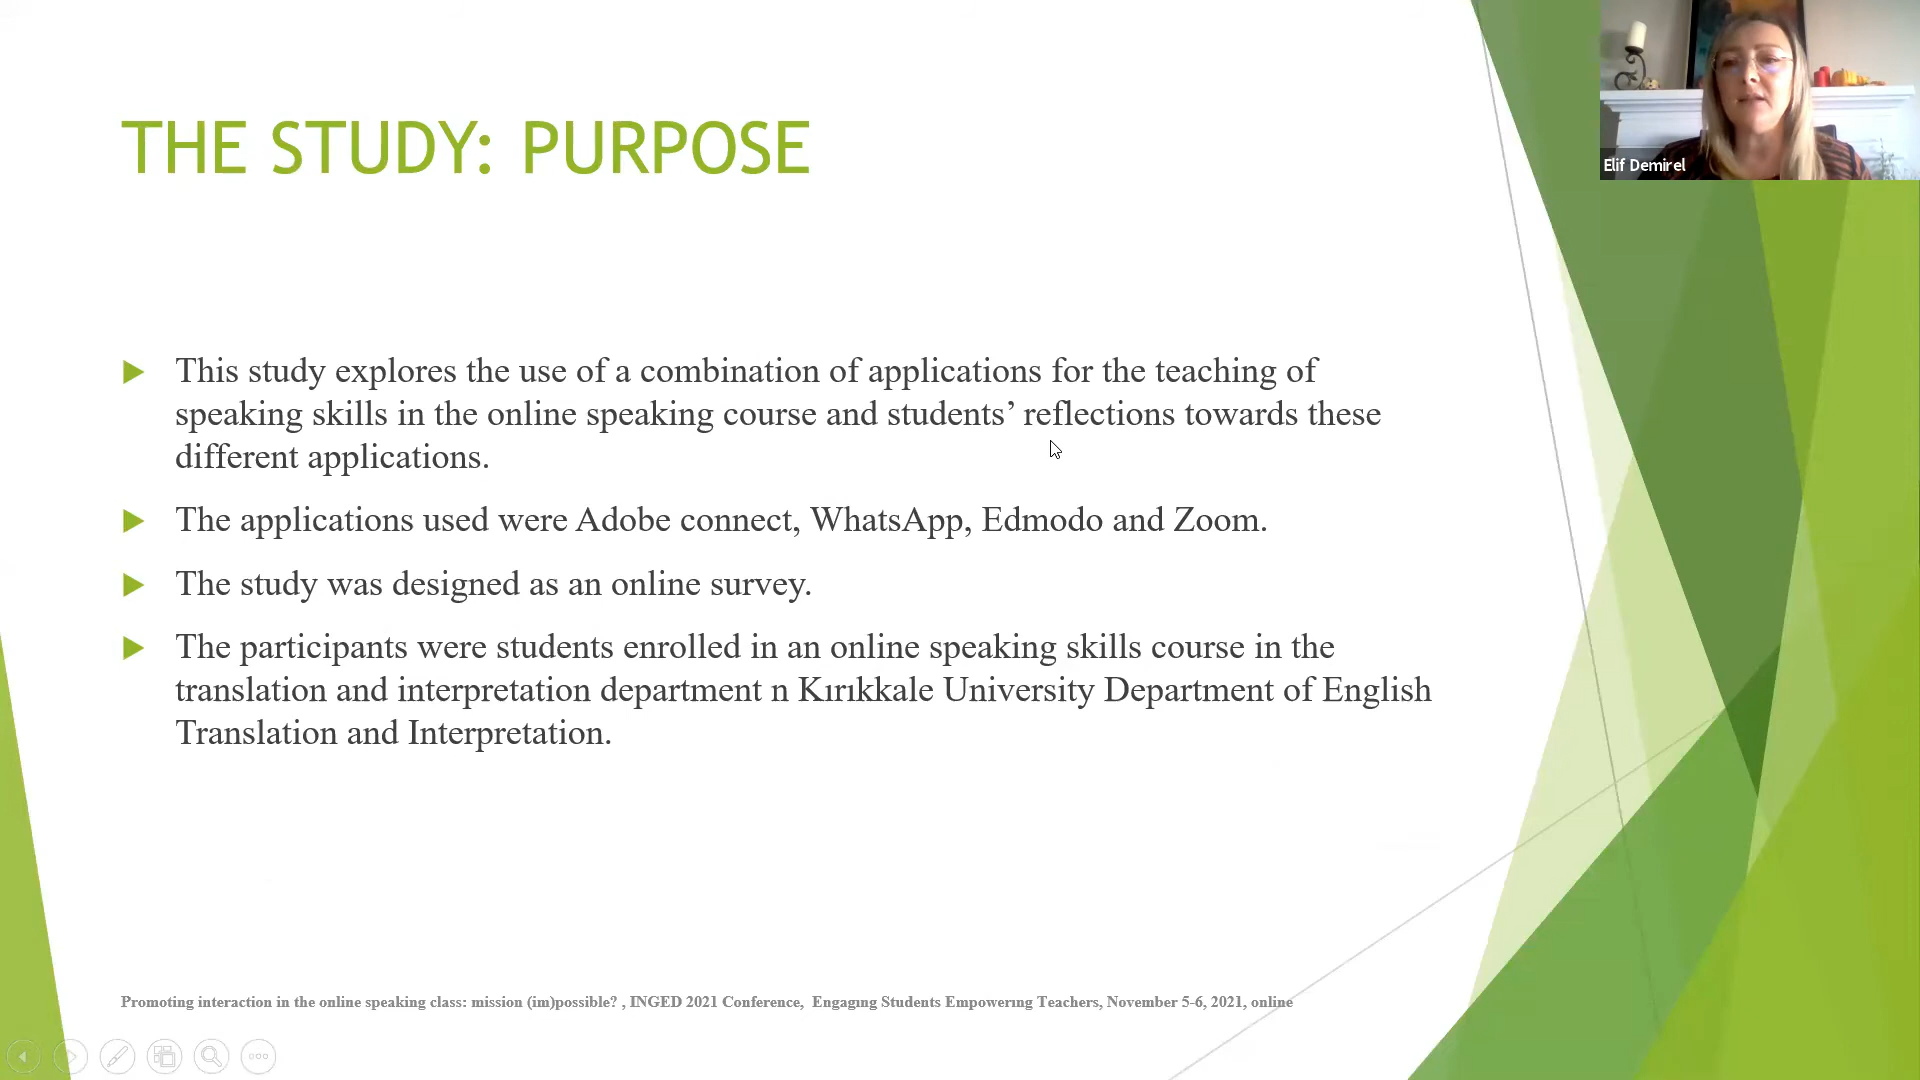 THE STUDY: PURPOSE
Elif Demirel
This study explores the use of a combination of applications for the teaching of
speaking skills in the online speaking course and students’ reflections towards these
different applications.
The applications used were Adobe connect, WhatsApp, Edmodo and Zoom.
The study was designed as an online survey.
The participants were students enrolled in an online speaking skills course in the
translation and interpretation department n Kırıkkale University Department of English
Translation and Interpretation.
Promoting interaction in the online speaking class: mission (im)possible? , INGED 2021 Conference, Engagıng Students Empowerıng Teachers, November 5-6, 2021, online